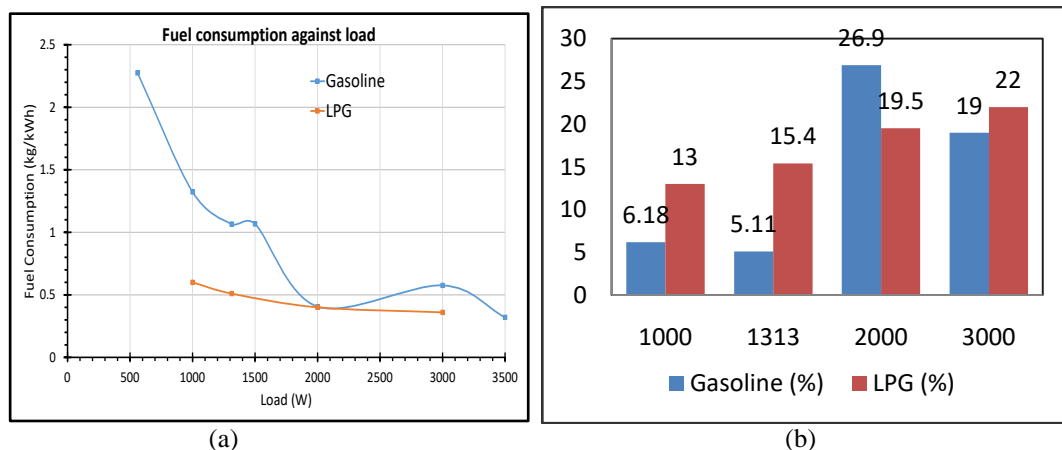 Fuel consumption against load
2.5
2
1.5
1
0.5
0
Fuel Consumption (kg/kWh)
Gasoline
LPG
0 500 1000 1500 2000 2500 3000 3500
Load (W)
(a)
30
25
20
15
10
5
0
6.18 13 5.11 15.4 26.9 19.5 19 22
1000 1313 2000 3000
Gasoline (%) LPG (%)
(b)